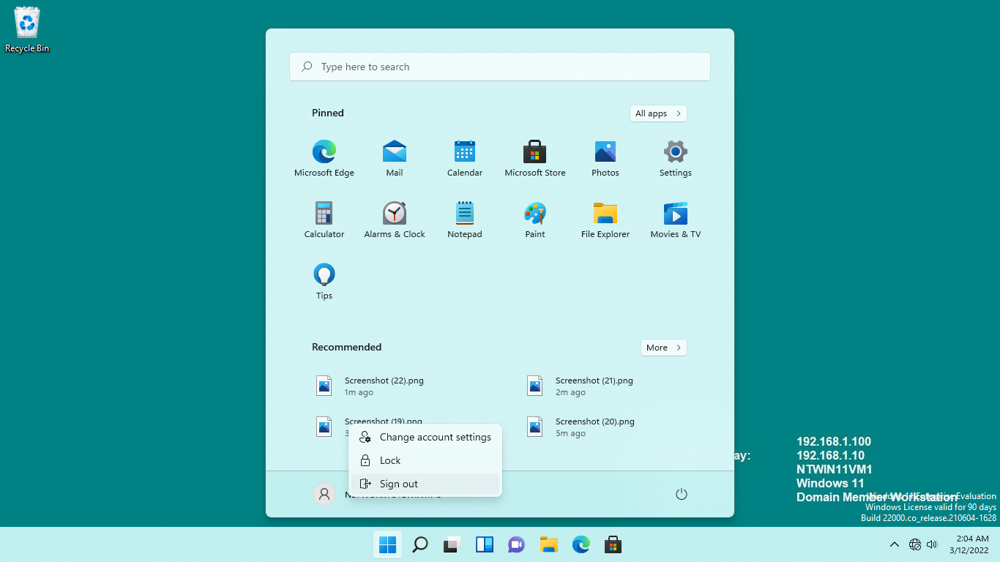 Recycle Bin
Type here to search
Pinned
All apps
Microsoft Edge
Mail
Calendar
Microsoft Store
Photos
Settings
Calculator
Alarms & Clock
Notepad
Paint
File Explorer
Movies & TV
Tips
Recommended
More
Screenshot (22).png
1m ago
Screenshot (21).png
2m ago
Screenshot (19).png
Screenshot (20).png
5m ago
Change account settings
Lock
Sign out
ay:
192.168.1.100
192.168.1.10
NTWIN11VM1
Windows 11
Domain Member Workstation
Windows 11 Enterprise Evaluation
Windows License valid for 90 days
Build 22000.co_release.210604-1628
2:04 AM
3/12/2022